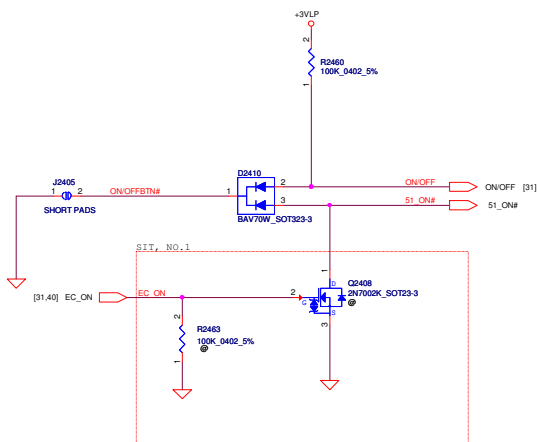 +3VLP
2
R2460
100K_0402_5%
1
J2405
1 2
ON/OFFBTN#
SHORT PADS
D2410
1
2
3
BAV70W_SOT323-3
ON/OFF
ON/OFF [31]
51_ON#
51_ON#
SIT, NO.1
1
D
Q2408
2N7002K_SOT23-3
@
[31,40] EC_ON
EC_ON
2
G
S
3
2
R2463
100K_0402_5%
@
1